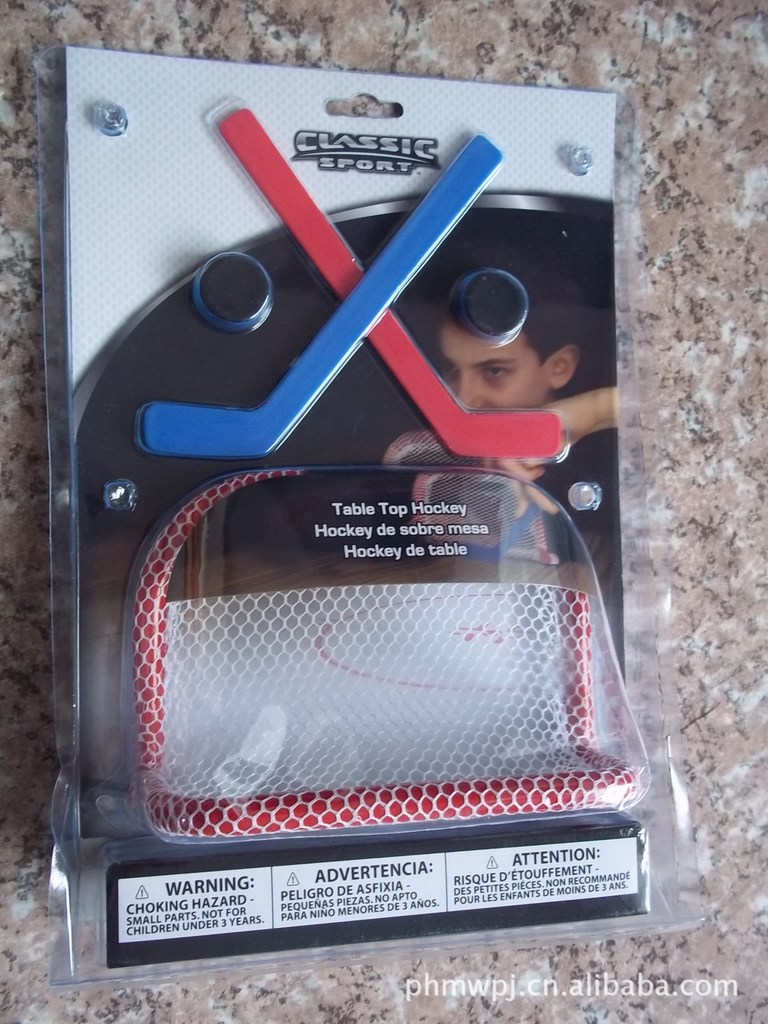 CLASSIC
SPORT
Table Top Hockey
Hockey de sobre mesa
Hockey de table
WARNING:
CHOKING HAZARD -
SMALL PARTS. NOT FOR
CHILDREN UNDER 3 YEARS.
ADVERTENCIA:
PELIGRO DE ASFIXIA -
PEQUEÑAS PIEZAS. NO APTO
PARA NIÑO MENORES DE 3 AÑOS.
ATTENTION:
RISQUE D'ÉTOUFFEMENT -
DES PETITES PIÈCES. NON RECOMMANDÉ
POUR LES ENFANTS DE MOINS DE 3 ANS.
phmwpj.cn.alibaba.com